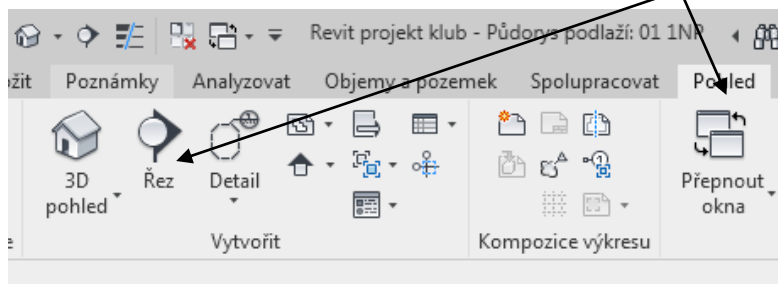 Revit projekt klub - Půdorys podlaží: 01 1NP
ožit Poznámky Analyzovat Objemy a pozemek Spolupracovat Pohled
3D pohled Řez Detail Přepnout okna
Vytvořit Kompozice výkresu